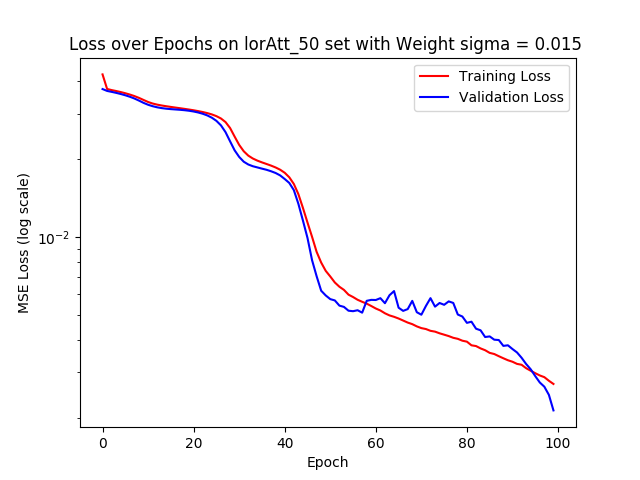 Loss over Epochs on lorAtt_50 set with Weight sigma = 0.015
Training Loss
Validation Loss
MSE Loss (log scale)
10⁻²
0 20 40 60 80 100
Epoch